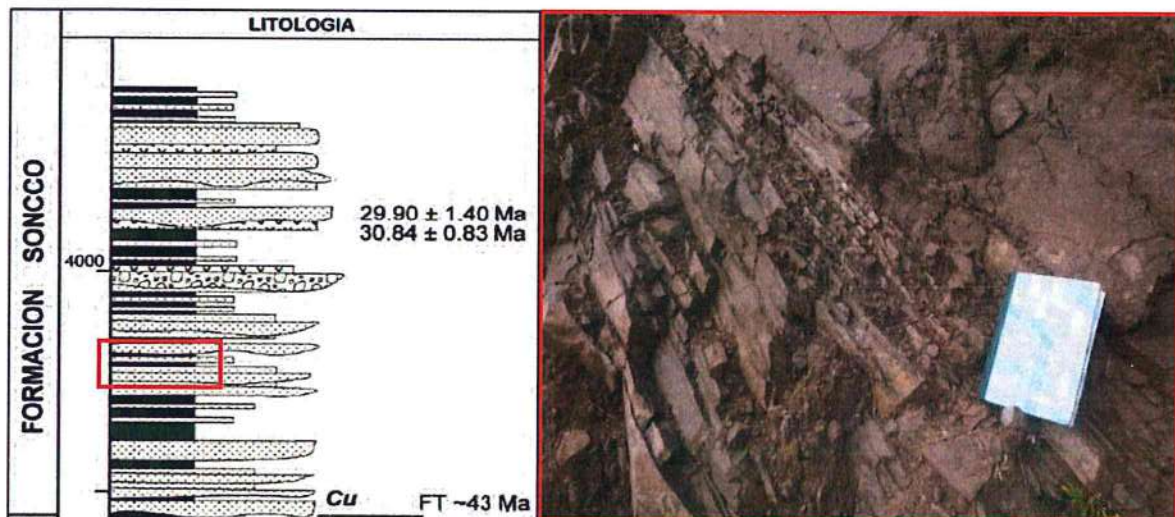 LITOLOGIA
FORMACION SONCCO
29.90 ± 1.40 Ma
30.84 ± 0.83 Ma
4000
Cu
FT ~43 Ma